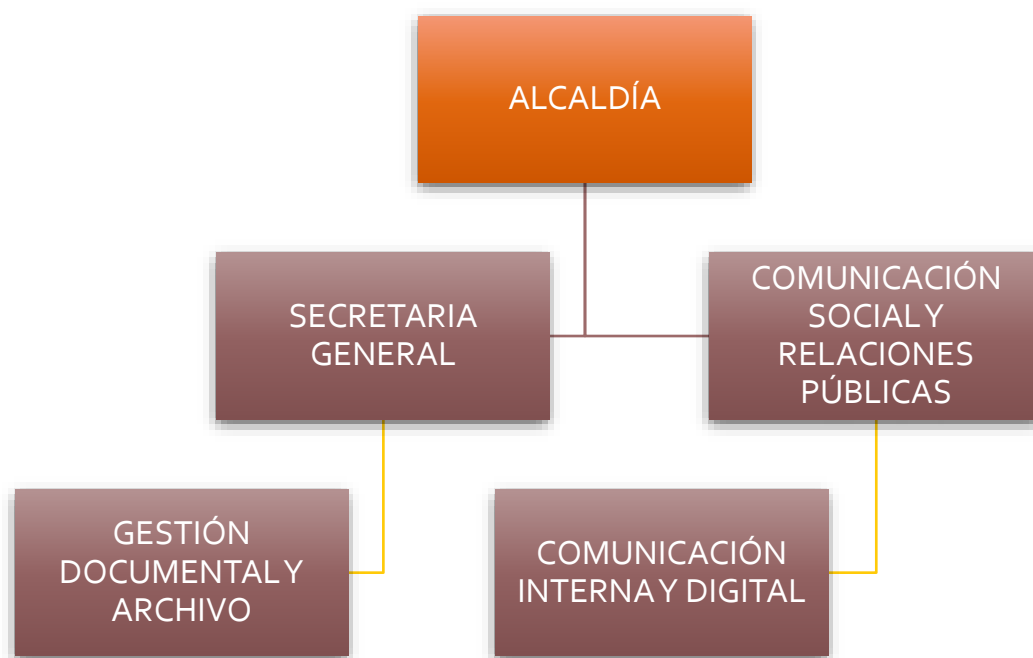 ALCALDÍA
SECRETARIA
GENERAL
COMUNICACIÓN
SOCIAL Y
RELACIONES
PÚBLICAS
GESTIÓN
DOCUMENTAL Y
ARCHIVO
COMUNICACIÓN
INTERNA Y DIGITAL